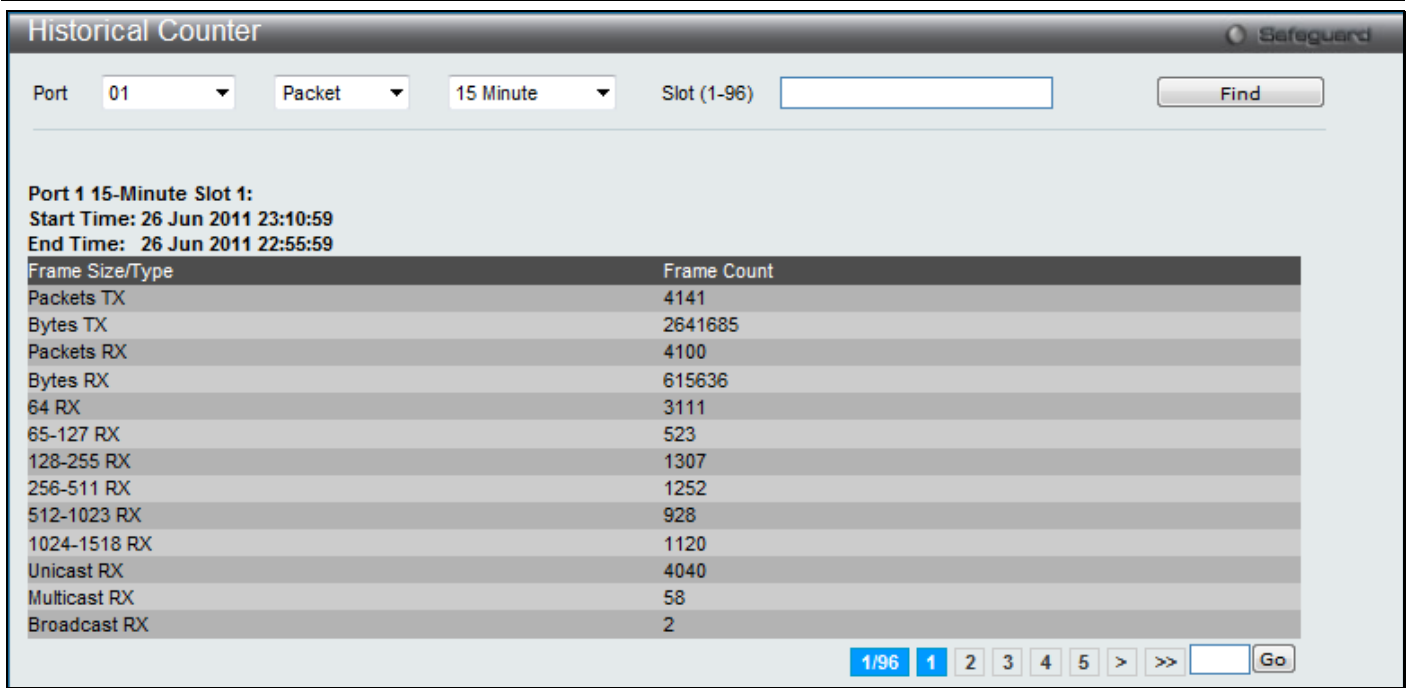 Historical Counter Safeguard
Port 01 Packet 15 Minute Slot (1-96) Find
Port 1 15-Minute Slot 1:
Start Time: 26 Jun 2011 23:10:59
End Time: 26 Jun 2011 22:55:59
Frame Size/Type Frame Count
Packets TX 4141
Bytes TX 2641685
Packets RX 4100
Bytes RX 615636
64 RX 3111
65-127 RX 523
128-255 RX 1307
256-511 RX 1252
512-1023 RX 928
1024-1518 RX 1120
Unicast RX 4040
Multicast RX 58
Broadcast RX 2
1/96 1 2 3 4 5 > >> Go